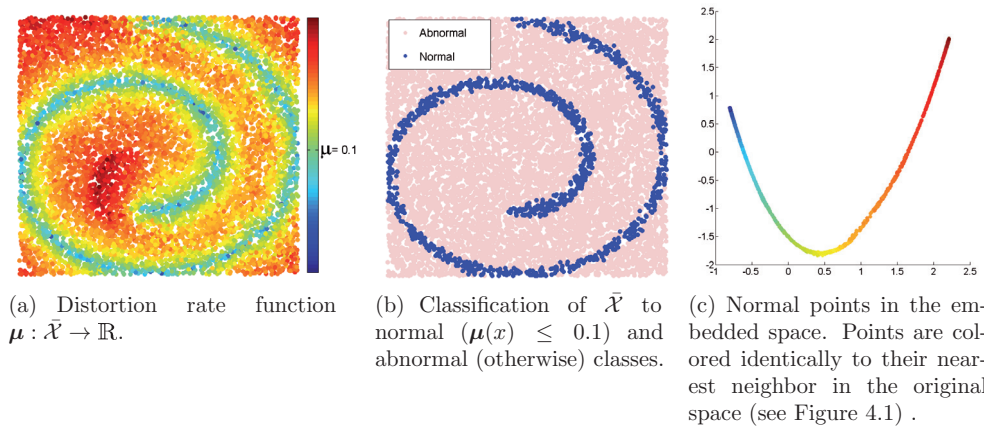 μ = 0.1
Abnormal
Normal
2.5
2
1.5
1
0.5
0
-0.5
-1
-1.5
-2
-1 -0.5 0 0.5 1 1.5 2 2.5
(a) Distortion rate function
μ : X̄ → ℝ.
(b) Classification of X̄ to
normal (μ(x) ≤ 0.1) and
abnormal (otherwise) classes.
(c) Normal points in the em-
bedded space. Points are col-
ored identically to their near-
est neighbor in the original
space (see Figure 4.1) .